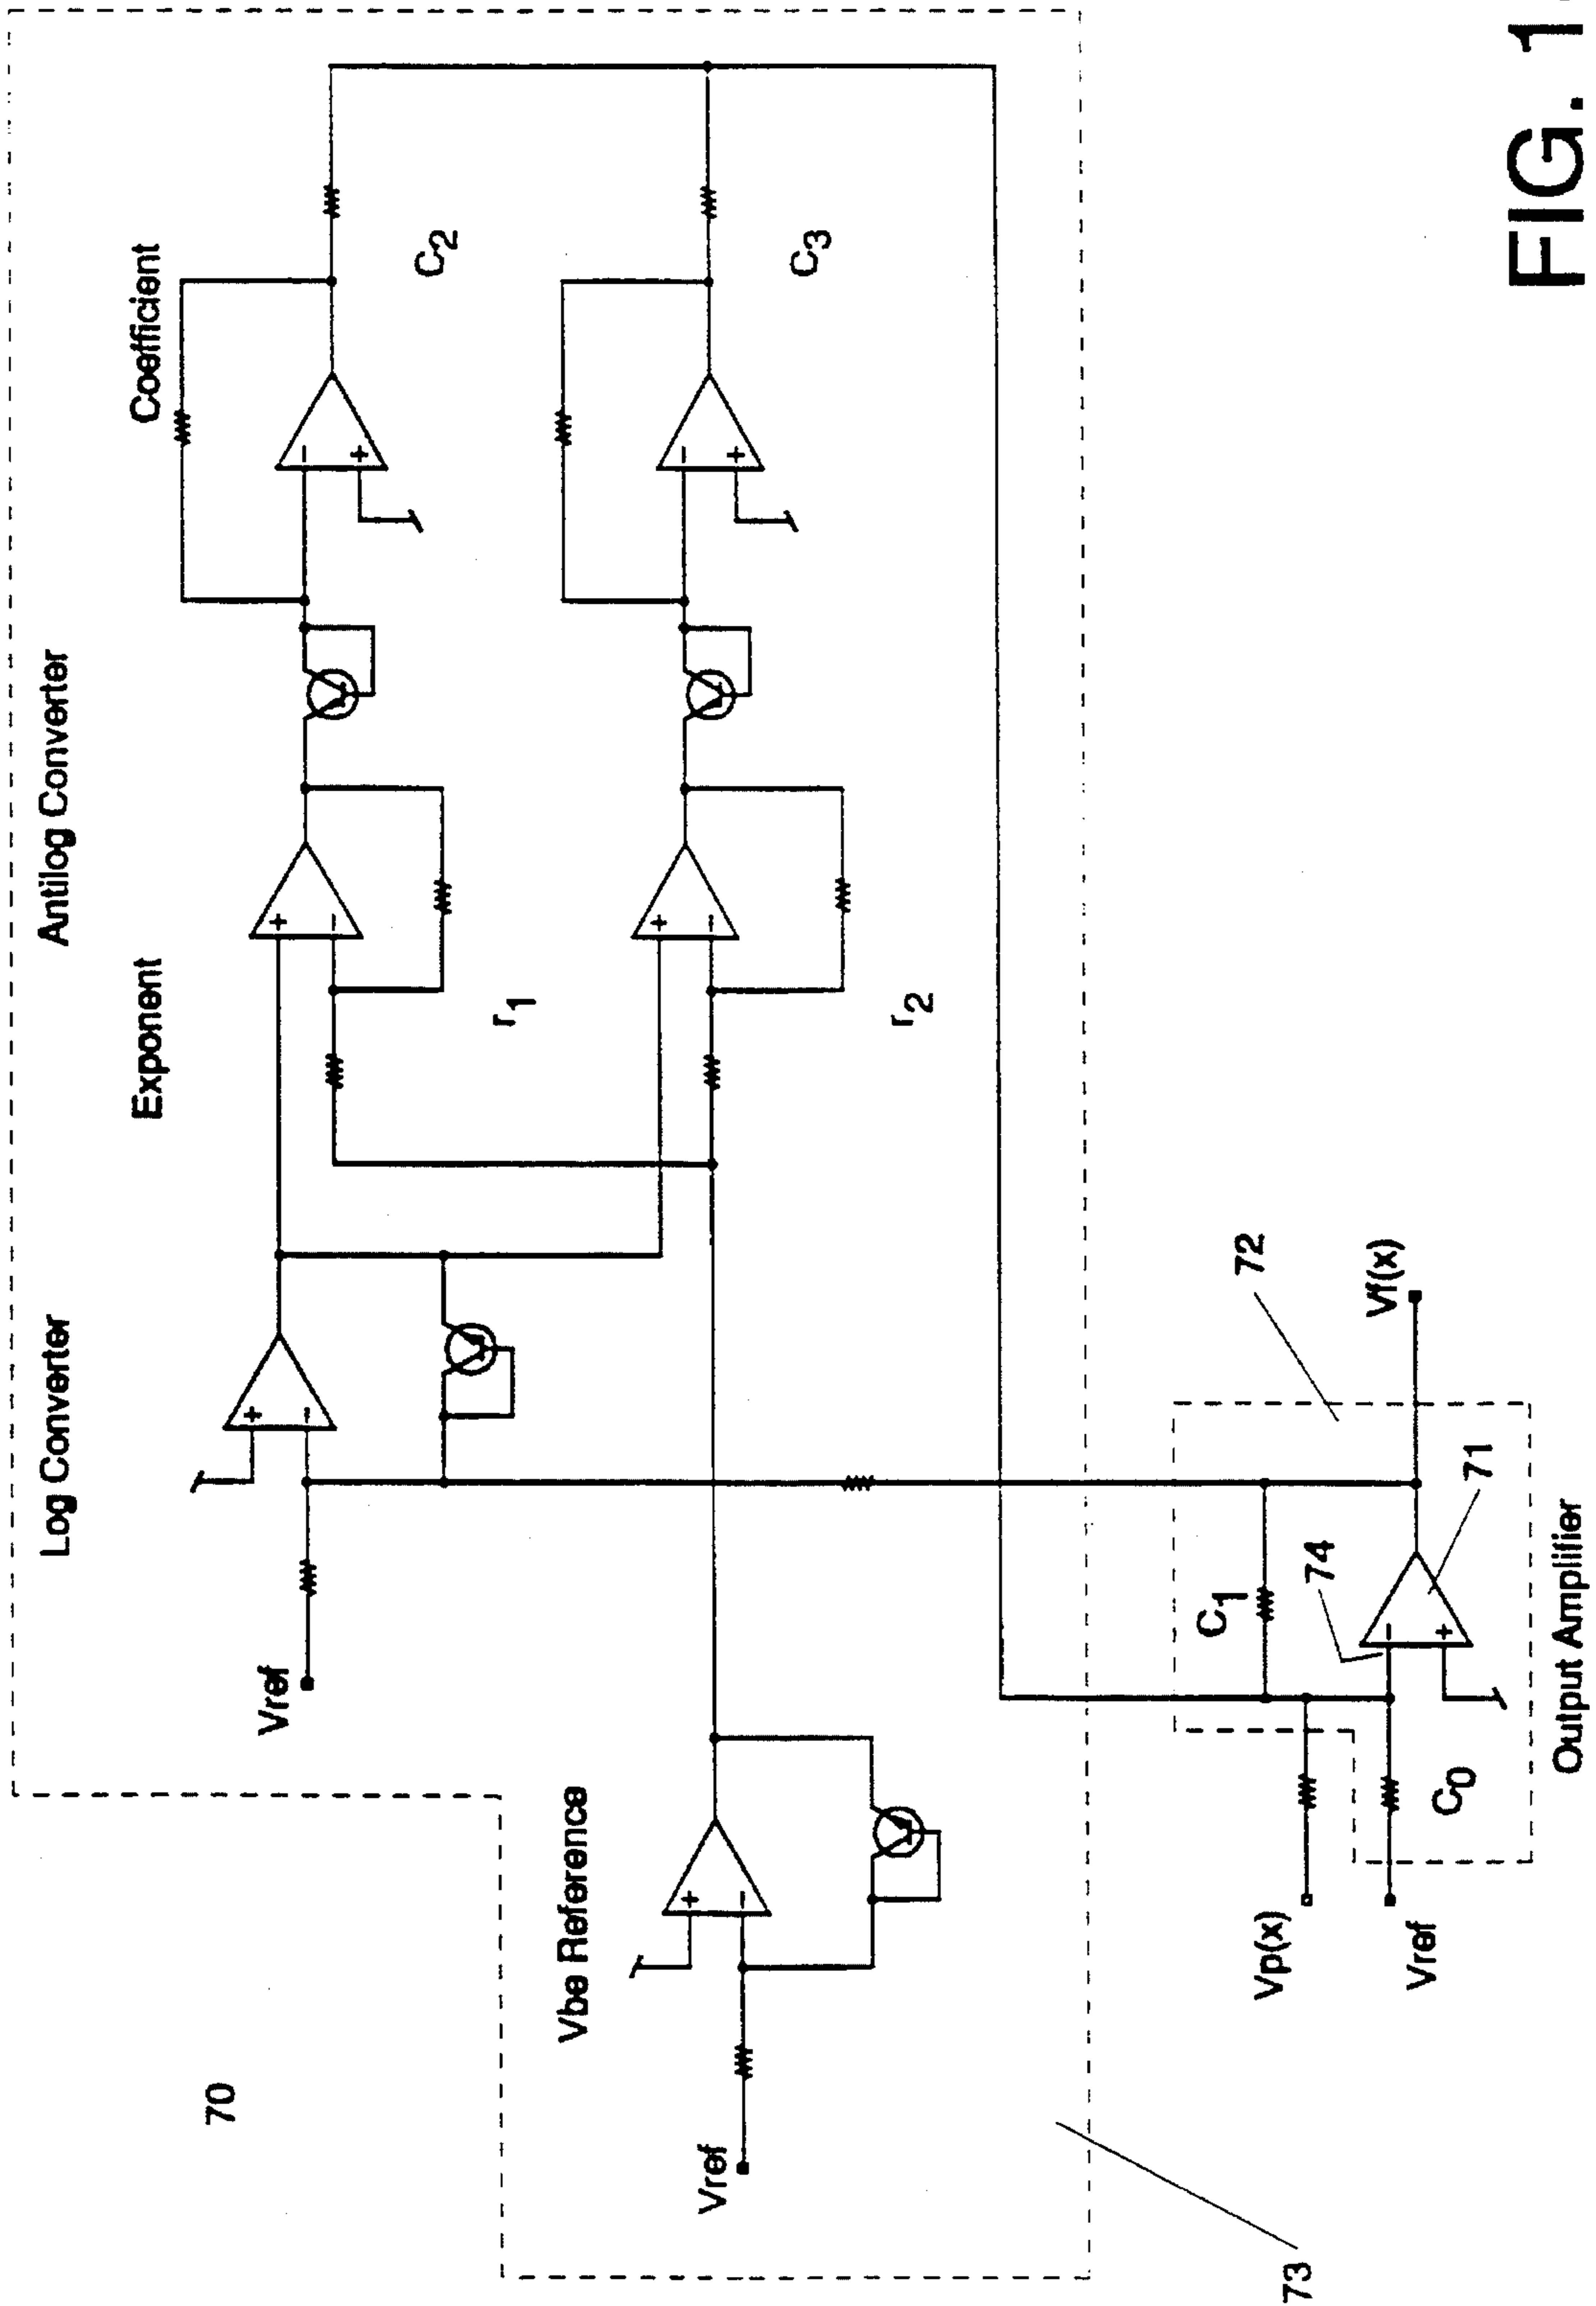 70
Log Converter
Antilog Converter
Exponent
Coefficient
Vref
+
−
+
−
−
+
r1
C2
Vbe Reference
Vref
+
−
+
−
−
+
r2
C3
73
72
Vp(x)
Vref
C1
74
C0
−
+
71
Vf(x)
Output Amplifier
FIG. 1